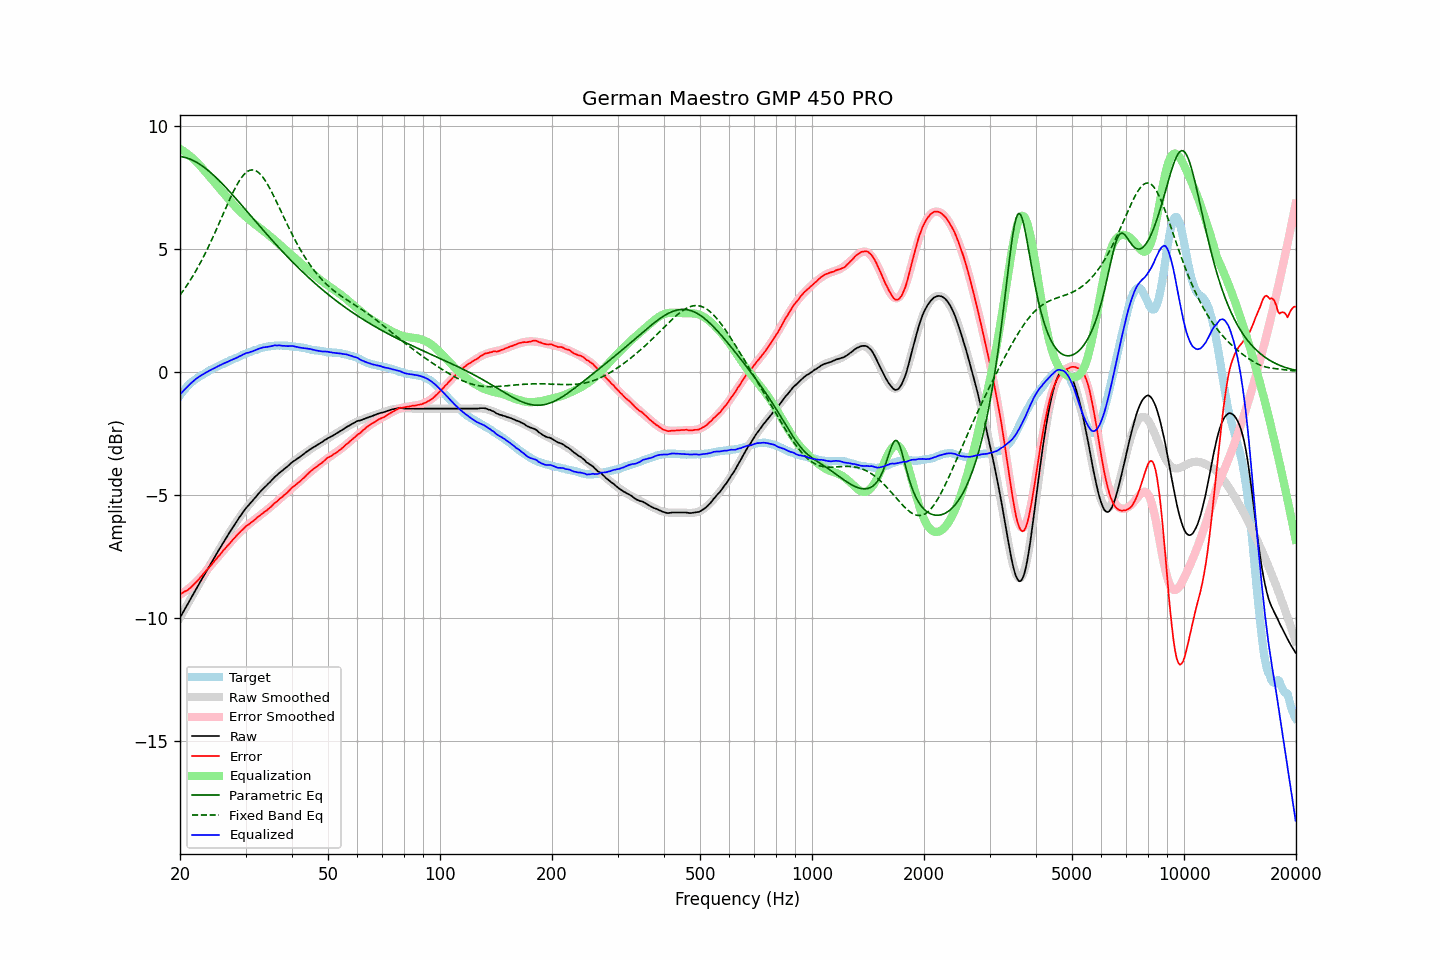 German Maestro GMP 450 PRO
Amplitude (dBr)
10
5
0
−5
−10
−15
Target
Raw Smoothed
Error Smoothed
Raw
Error
Equalization
Parametric Eq
Fixed Band Eq
Equalized
20 50 100 200 500 1000 2000 5000 10000 20000
Frequency (Hz)